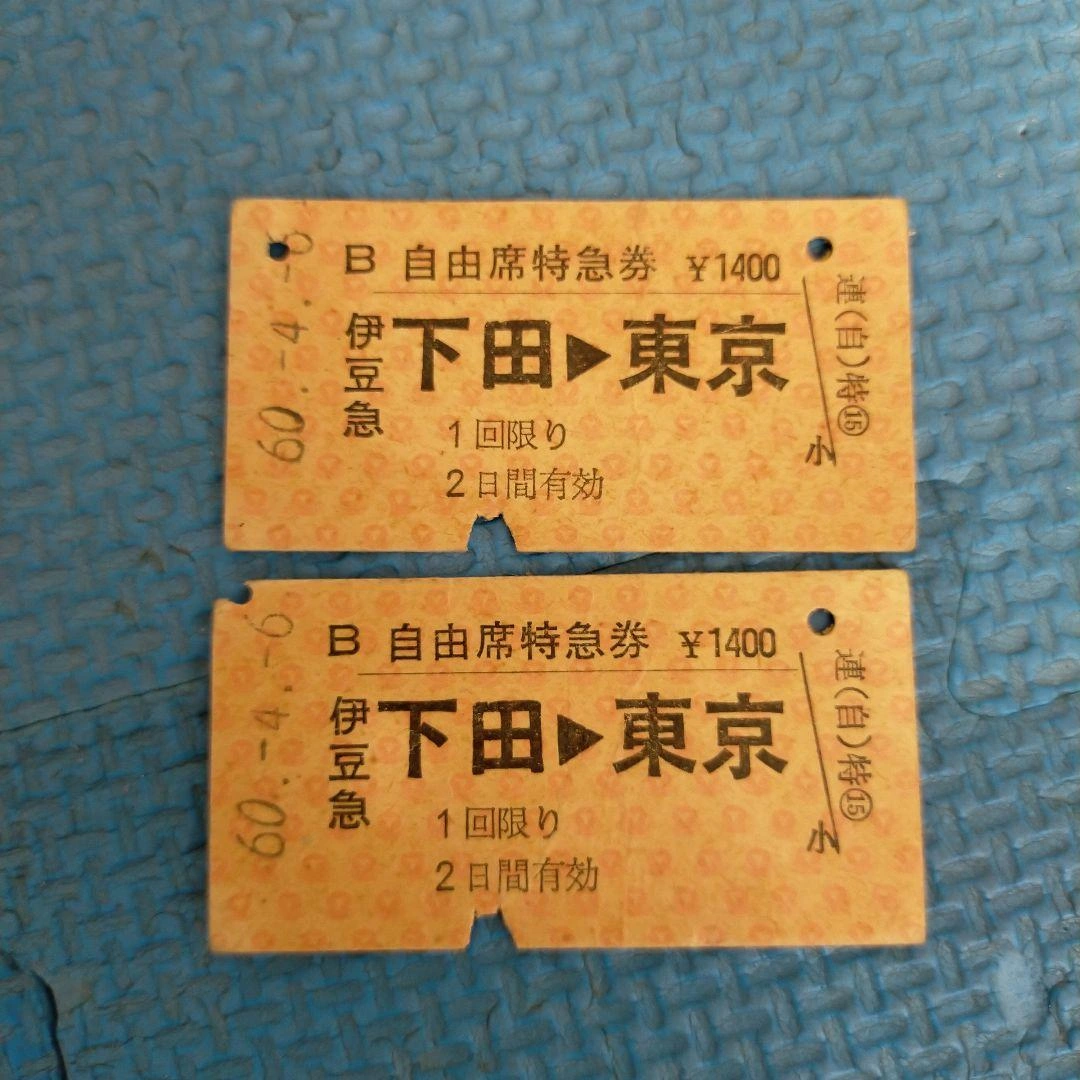 B 自由席特急券 ¥1400
伊豆急
下田▶東京
1回限り
2日間有効
60.-4.-6
連(自)特⑮
小
B 自由席特急券 ¥1400
伊豆急
下田▶東京
1回限り
2日間有効
60.-4.-6
連(自)特⑮
小